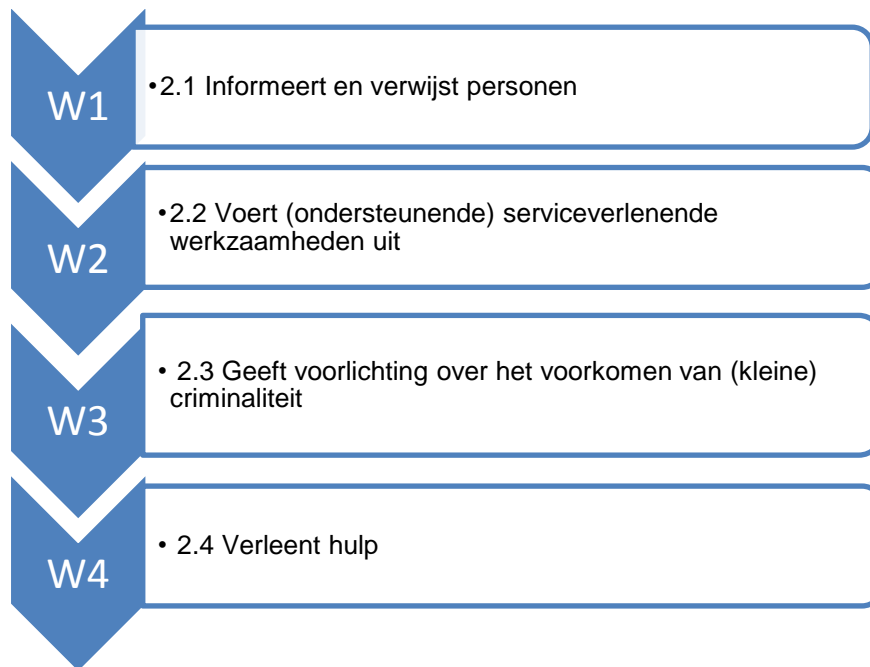 W1
•2.1 Informeert en verwijst personen
W2
•2.2 Voert (ondersteunende) serviceverlenende
werkzaamheden uit
W3
• 2.3 Geeft voorlichting over het voorkomen van (kleine)
criminaliteit
W4
• 2.4 Verleent hulp